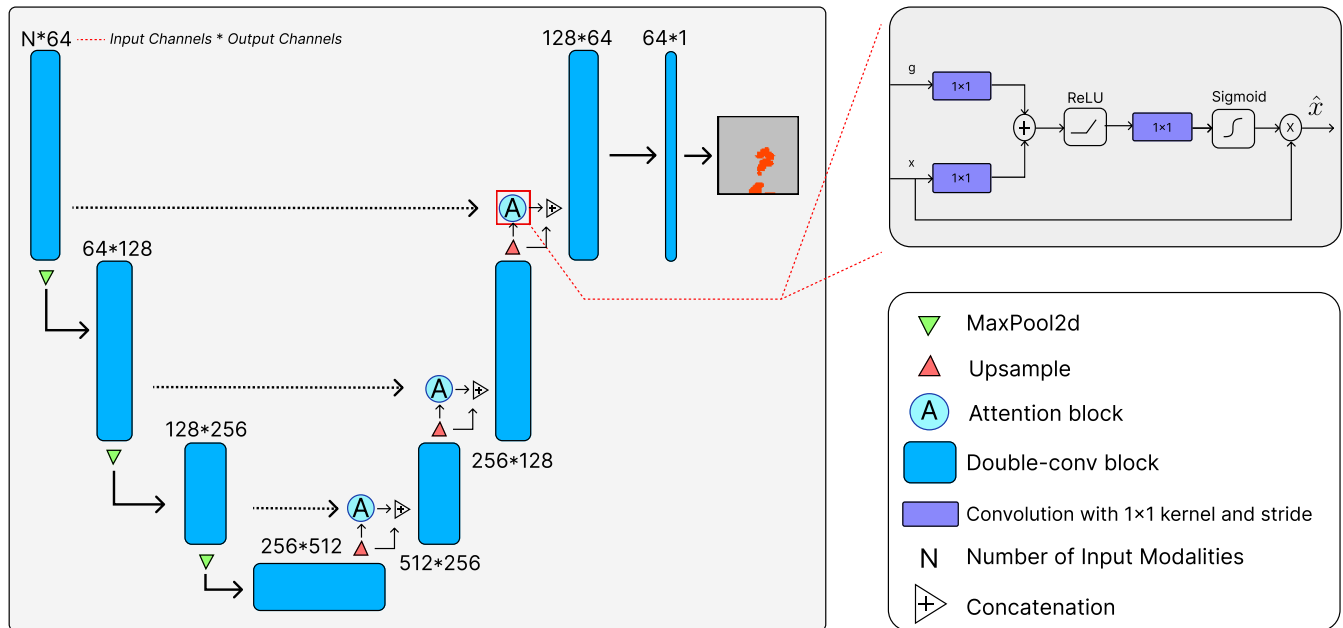 N*64
Input Channels * Output Channels
128*64
64*1
A
64*128
A
128*256
256*128
A
256*512
512*256
g
1×1
ReLU
Sigmoid
x̂
+
1×1
X
x
1×1
MaxPool2d
Upsample
A
Attention block
Double-conv block
Convolution with 1×1 kernel and stride
N
Number of Input Modalities
+
Concatenation